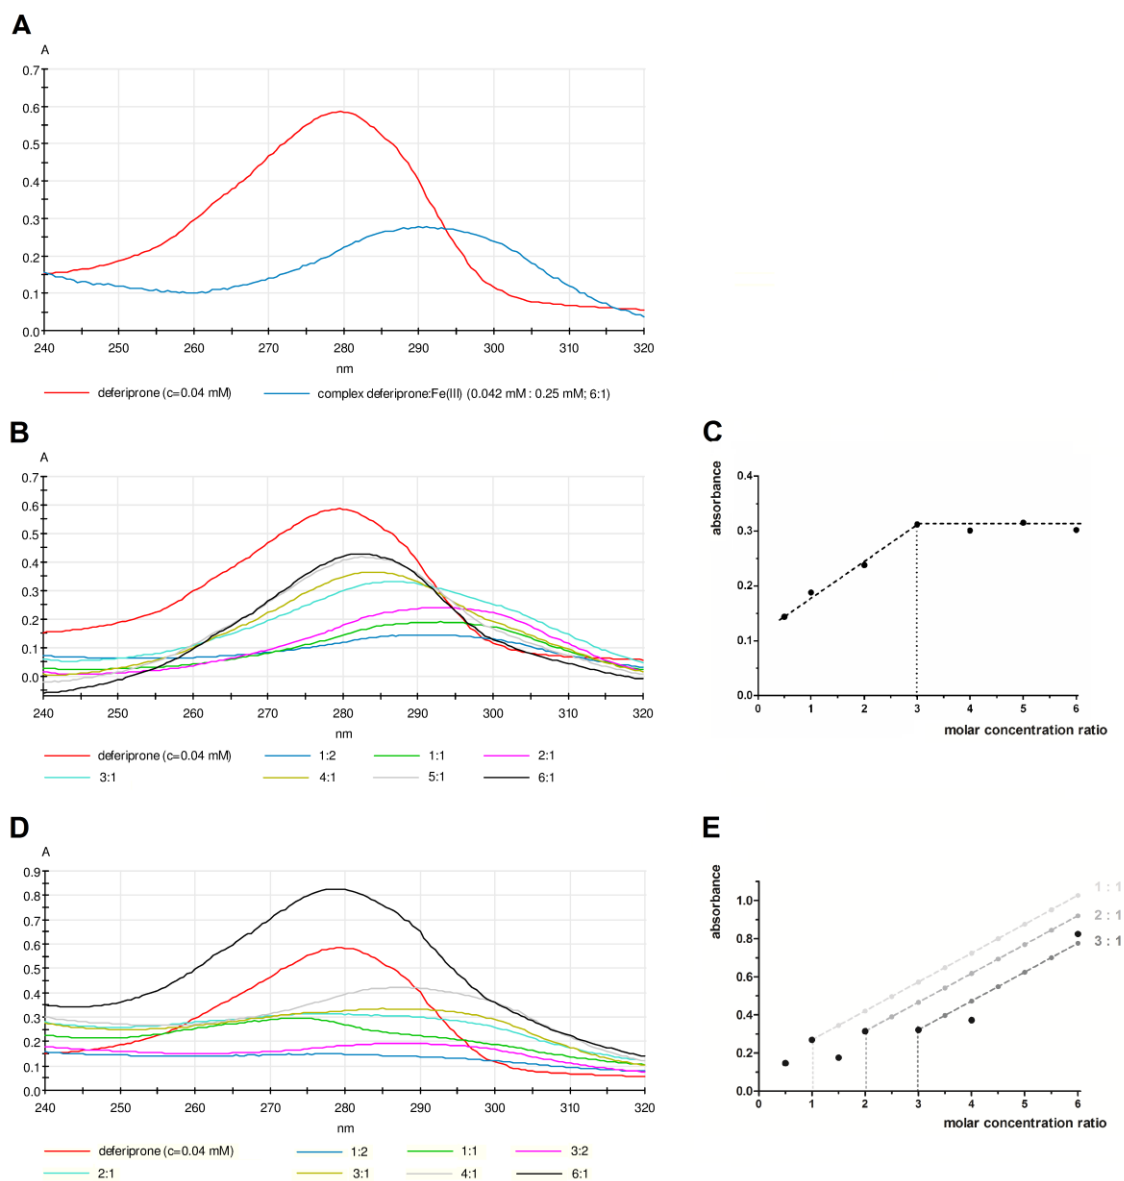 A
A
0.7
0.6
0.5
0.4
0.3
0.2
0.1
0.0
240 250 260 270 280 290 300 310 320
nm
deferiprone (c=0.04 mM) complex deferiprone:Fe(III) (0.042 mM : 0.25 mM; 6:1)
B
A
0.7
0.6
0.5
0.4
0.3
0.2
0.1
0.0
240 250 260 270 280 290 300 310 320
nm
deferiprone (c=0.04 mM) 1:2 1:1 2:1
3:1 4:1 5:1 6:1
C
absorbance
0.4
0.3
0.2
0.1
0.0
0 1 2 3 4 5 6
molar concentration ratio
D
A
0.9
0.8
0.7
0.6
0.5
0.4
0.3
0.2
0.1
0.0
240 250 260 270 280 290 300 310 320
nm
deferiprone (c=0.04 mM) 1:2 1:1 3:2
2:1 3:1 4:1 6:1
E
absorbance
1.0
0.8
0.6
0.4
0.2
0.0
0 1 2 3 4 5 6
molar concentration ratio
1 : 1
2 : 1
3 : 1